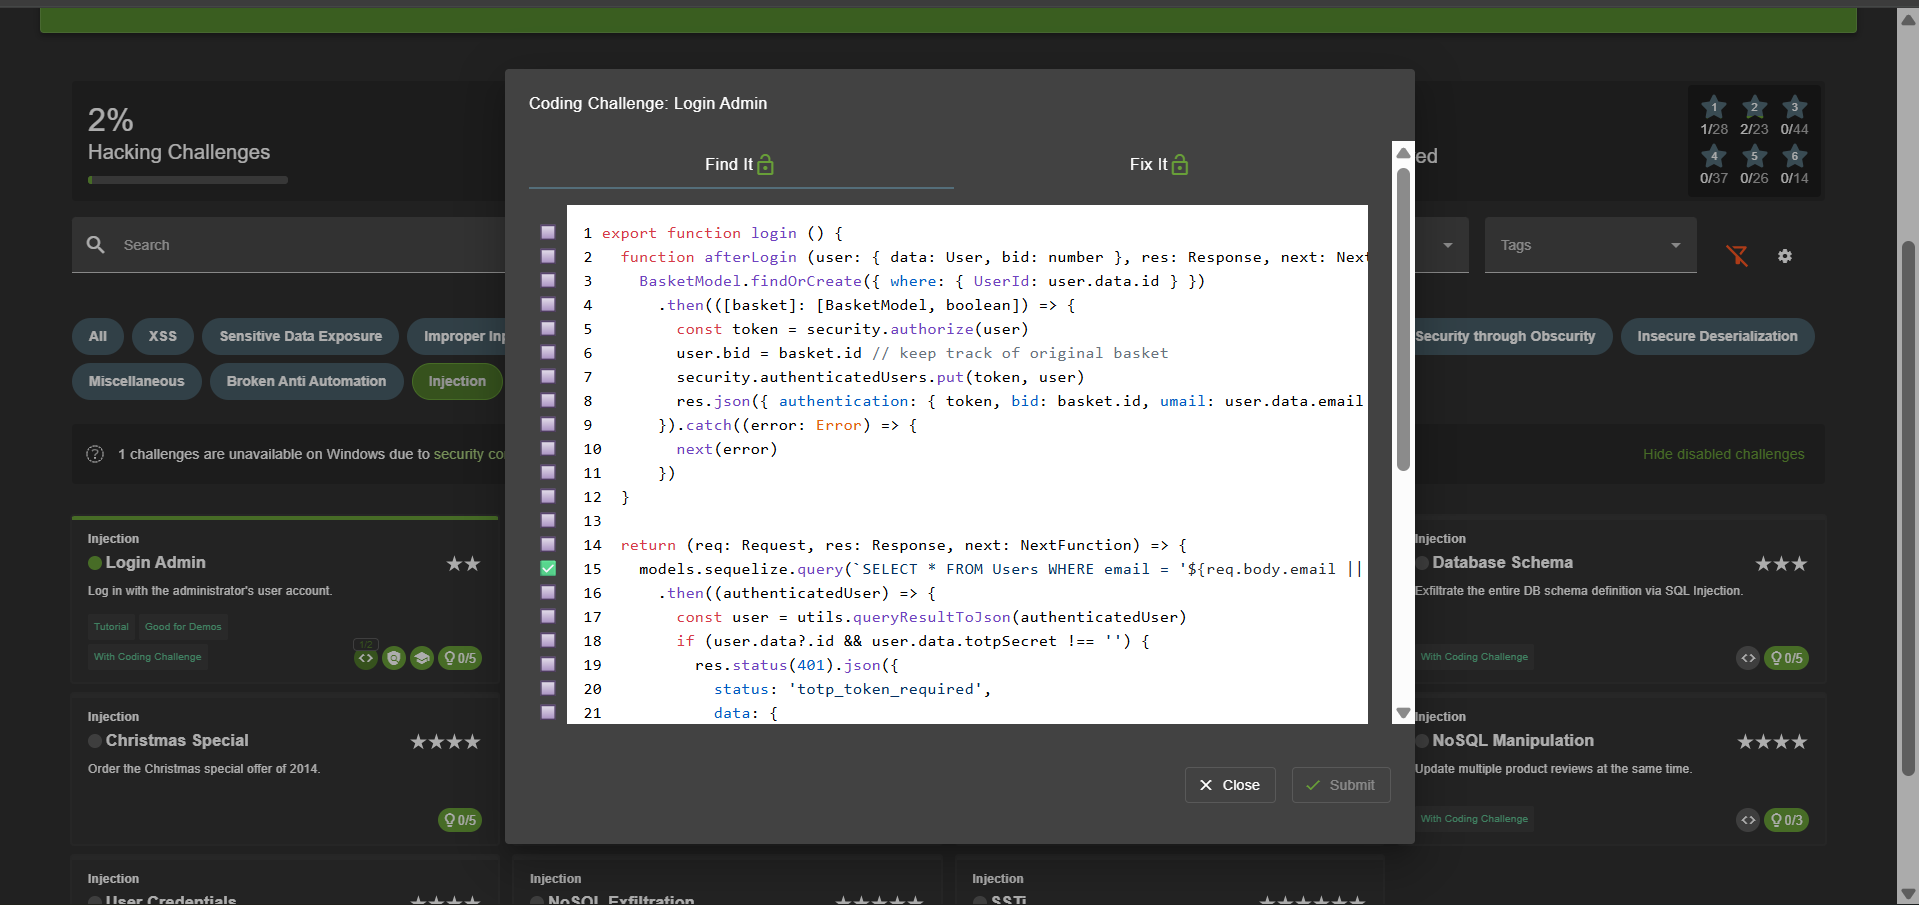 2%
Hacking Challenges
1 2 3
1/28 2/23 0/44
4 5 6
0/37 0/26 0/14
ed
Search
Tags
All XSS Sensitive Data Exposure Improper Inp
Security through Obscurity Insecure Deserialization
Miscellaneous Broken Anti Automation Injection
1 challenges are unavailable on Windows due to security co
Hide disabled challenges
Coding Challenge: Login Admin
Find It Fix It
1 export function login () {
2 function afterLogin (user: { data: User, bid: number }, res: Response, next: Next
3 BasketModel.findOrCreate({ where: { UserId: user.data.id } })
4 .then(([basket]: [BasketModel, boolean]) => {
5 const token = security.authorize(user)
6 user.bid = basket.id // keep track of original basket
7 security.authenticatedUsers.put(token, user)
8 res.json({ authentication: { token, bid: basket.id, umail: user.data.email
9 }).catch((error: Error) => {
10 next(error)
11 })
12 }
13
14 return (req: Request, res: Response, next: NextFunction) => {
15 models.sequelize.query(`SELECT * FROM Users WHERE email = '${req.body.email ||
16 .then((authenticatedUser) => {
17 const user = utils.queryResultToJson(authenticatedUser)
18 if (user.data?.id && user.data.totpSecret !== '') {
19 res.status(401).json({
20 status: 'totp_token_required',
21 data: {
Close Submit
Injection
Login Admin
Log in with the administrator's user account.
Tutorial Good for Demos
With Coding Challenge
1/2
<> 0/5
Injection
Database Schema
Exfiltrate the entire DB schema definition via SQL Injection.
With Coding Challenge
<> 0/5
Injection
Christmas Special
Order the Christmas special offer of 2014.
0/5
Injection
NoSQL Manipulation
Update multiple product reviews at the same time.
With Coding Challenge
<> 0/3
Injection
User Credentials
Injection
NoSQL Exfiltration
Injection
SSTi